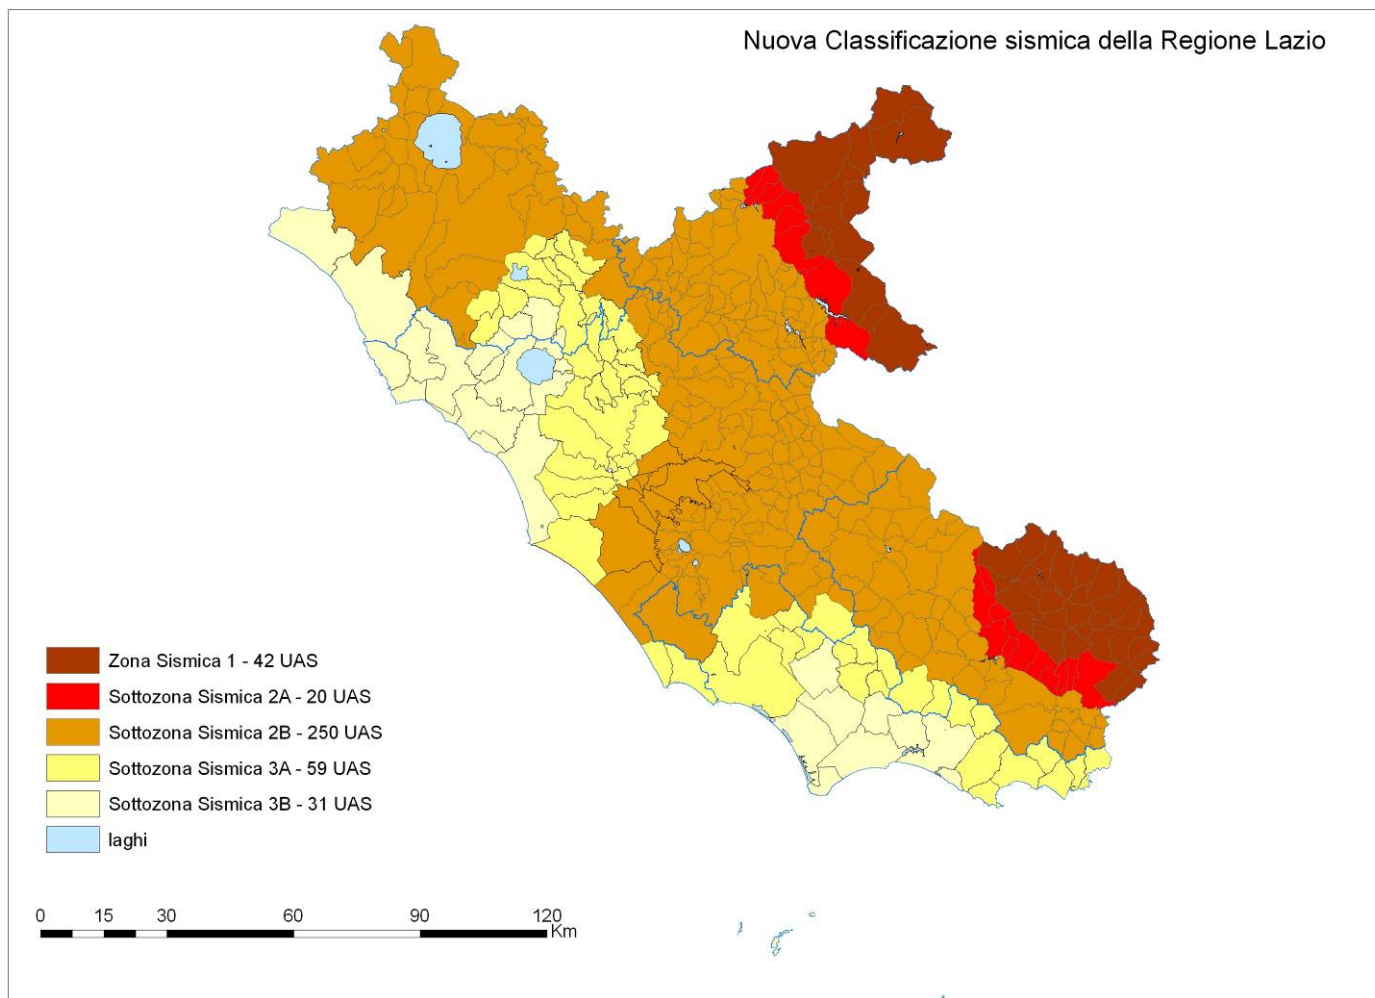 Nuova Classificazione sismica della Regione Lazio
Zona Sismica 1 - 42 UAS
Sottozona Sismica 2A - 20 UAS
Sottozona Sismica 2B - 250 UAS
Sottozona Sismica 3A - 59 UAS
Sottozona Sismica 3B - 31 UAS
laghi
0 15 30 60 90 120
Km